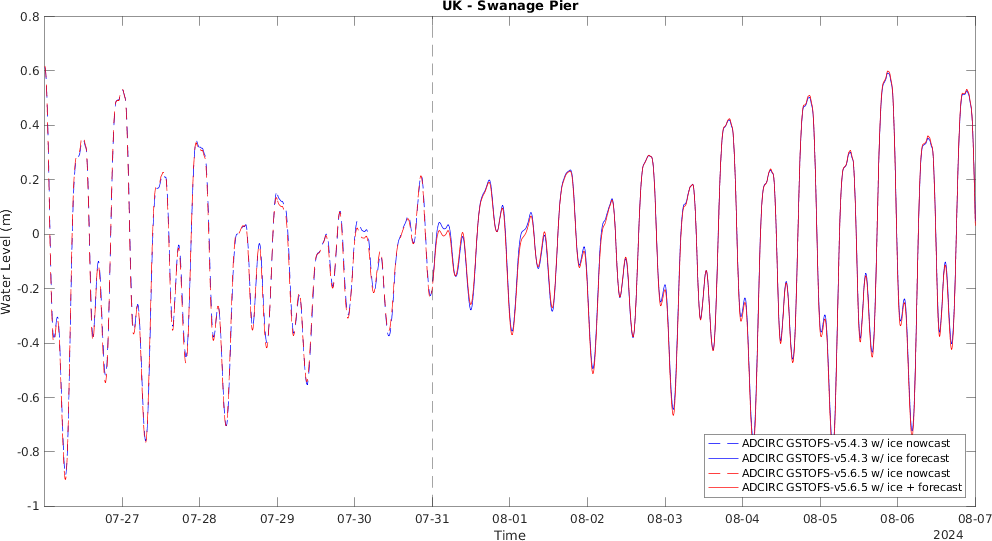 UK - Swanage Pier
Water Level (m)
0.8
0.6
0.4
0.2
0
-0.2
-0.4
-0.6
-0.8
-1
ADCIRC GSTOFS-v5.4.3 w/ ice nowcast
ADCIRC GSTOFS-v5.4.3 w/ ice forecast
ADCIRC GSTOFS-v5.6.5 w/ ice nowcast
ADCIRC GSTOFS-v5.6.5 w/ ice + forecast
07-27 07-28 07-29 07-30 07-31 08-01 08-02 08-03 08-04 08-05 08-06 08-07
Time
2024